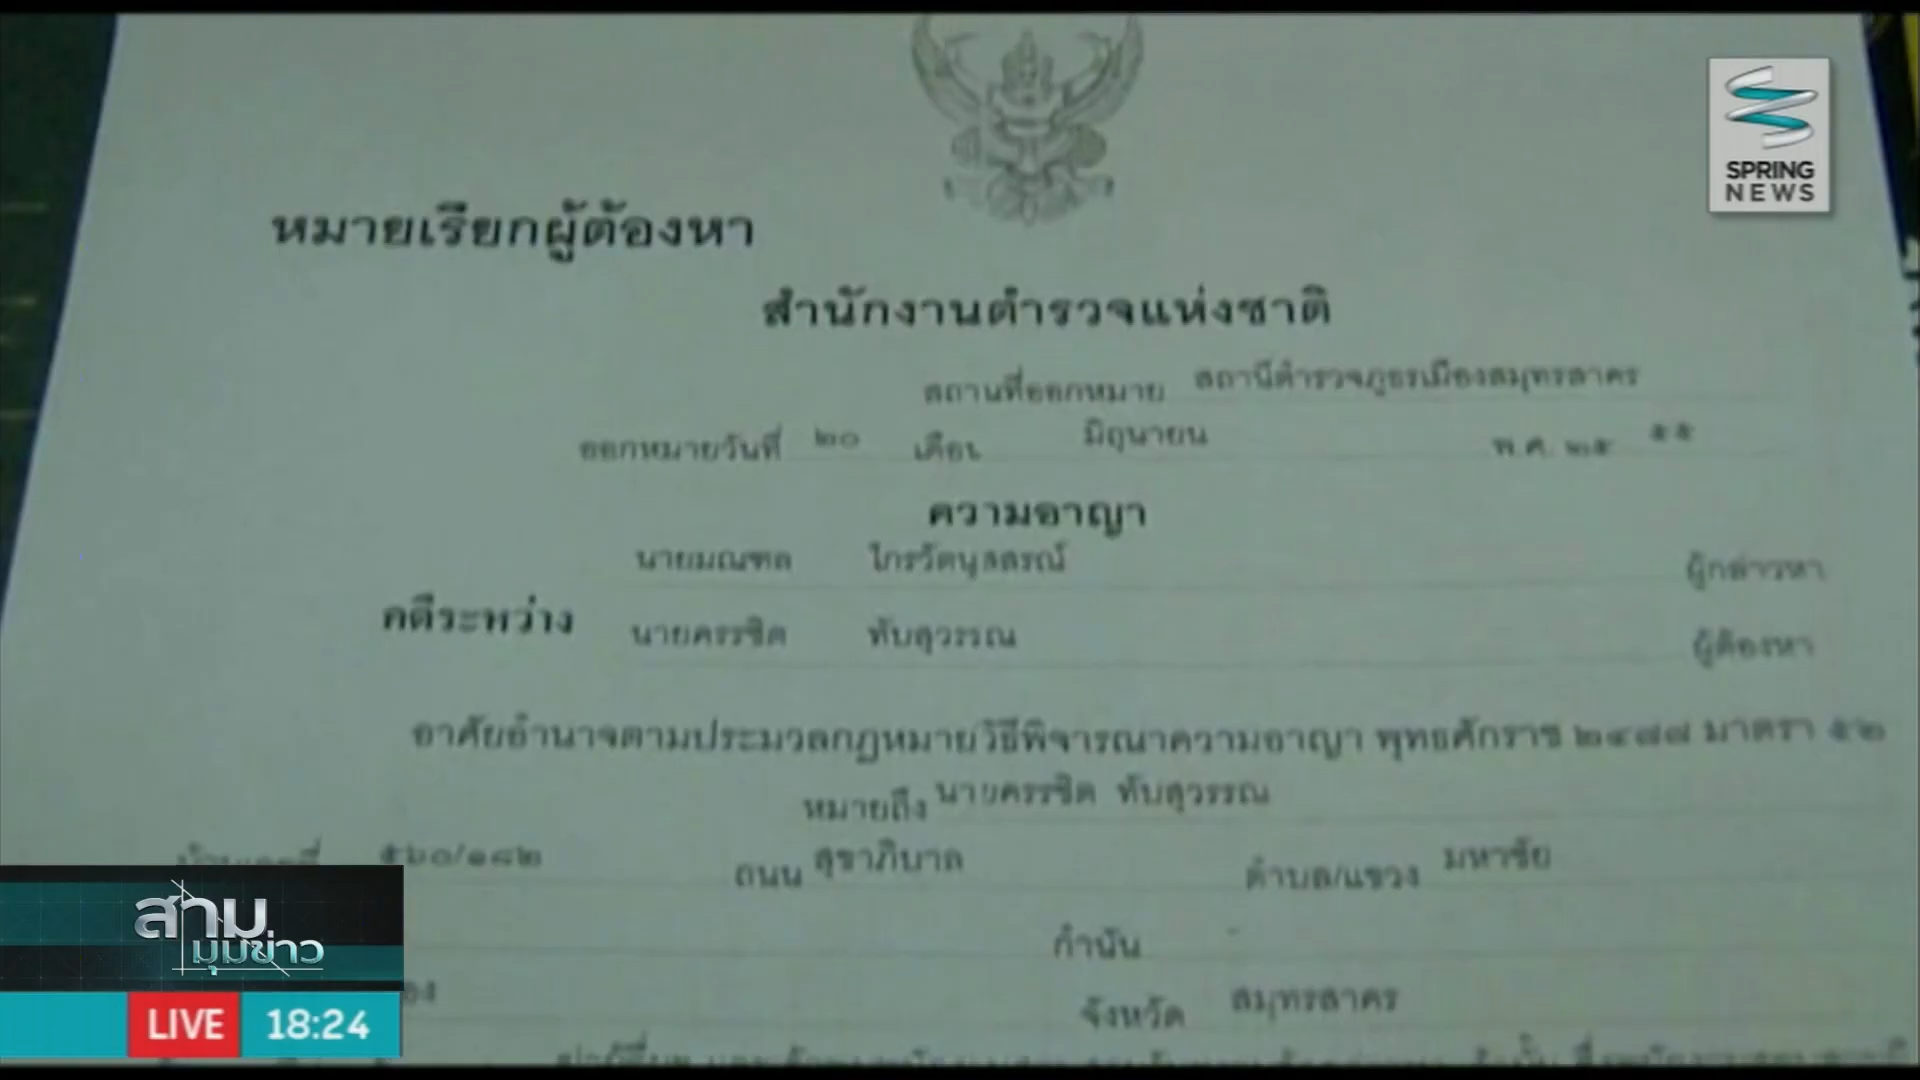 SPRING
NEWS
หมายเรียกผู้ต้องหา
สำนักงานตำรวจแห่งชาติ
สถานที่ออกหมาย สถานีตำรวจภูธรเมืองสมุทรสาคร
ออกหมายวันที่ ๒๐ เดือน มิถุนายน พ.ศ. ๒๕ ๕๕
ความอาญา
นายมณฑล ไกรวัตนุสสรณ์ ผู้กล่าวหา
คดีระหว่าง นายครรชิต ทับสุวรรณ ผู้ต้องหา
อาศัยอำนาจตามประมวลกฎหมายวิธีพิจารณาความอาญา พุทธศักราช ๒๔๗๗ มาตรา ๕๒
หมายถึง นายครรชิต ทับสุวรรณ
๕๖๐/๑๘๒ ถนน สุขาภิบาล ตำบล/แขวง มหาชัย
กำนัน -
จังหวัด สมุทรสาคร
สาม
มุมข่าว
LIVE 18:24